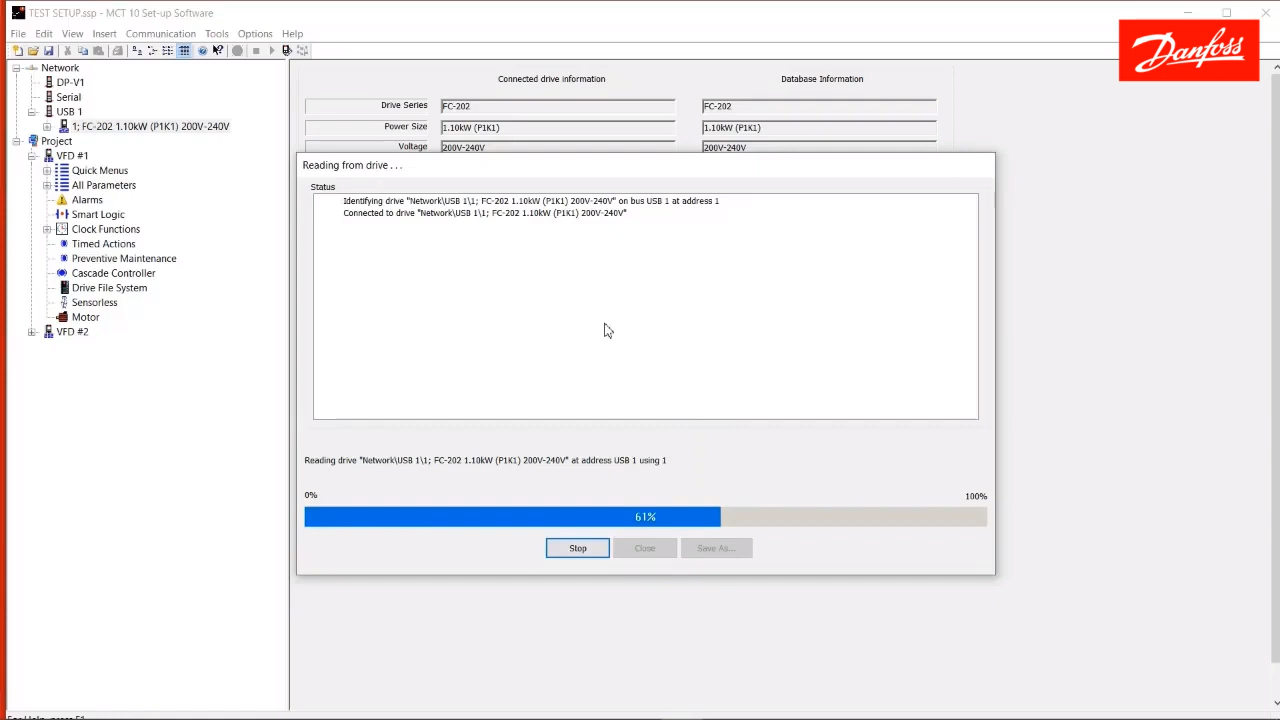 TEST SETUP.ssp - MCT 10 Set-up Software
File Edit View Insert Communication Tools Options Help
Danfoss
Network
DP-V1
Serial
USB 1
1; FC-202 1.10kW (P1K1) 200V-240V
Project
VFD #1
Quick Menus
All Parameters
Alarms
Smart Logic
Clock Functions
Timed Actions
Preventive Maintenance
Cascade Controller
Drive File System
Sensorless
Motor
VFD #2
Connected drive information Database Information
Drive Series FC-202 FC-202
Power Size 1.10kW (P1K1) 1.10kW (P1K1)
Voltage 200V-240V 200V-240V
Reading from drive . . .
Status
Identifying drive "Network\USB 1\1; FC-202 1.10kW (P1K1) 200V-240V" on bus USB 1 at address 1
Connected to drive "Network\USB 1\1; FC-202 1.10kW (P1K1) 200V-240V"
Reading drive "Network\USB 1\1; FC-202 1.10kW (P1K1) 200V-240V" at address USB 1 using 1
0% 100%
61%
Stop Close Save As...
For Help, press F1